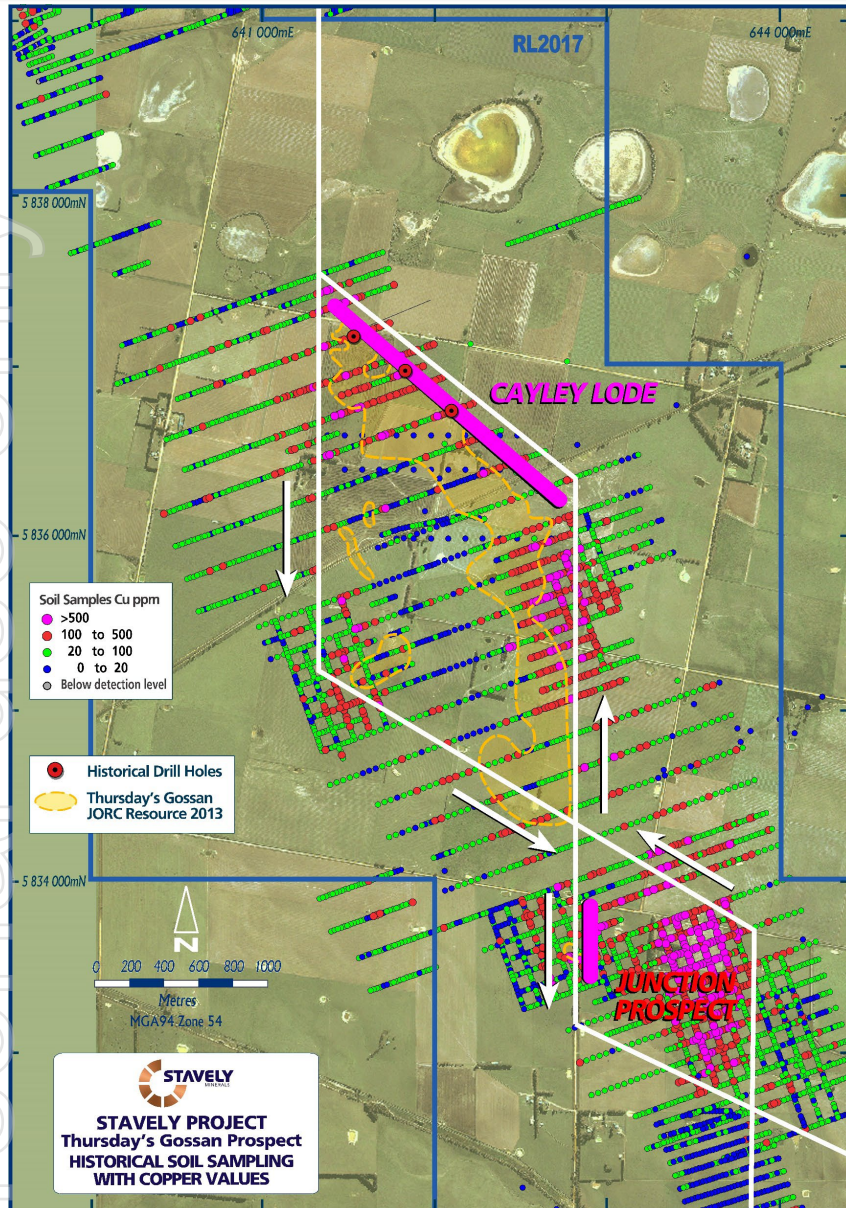 641 000mE
644 000mE
RL2017
5 838 000mN
CAYLEY LODE
5 836 000mN
Soil Samples Cu ppm
>500
100 to 500
20 to 100
0 to 20
Below detection level
Historical Drill Holes
Thursday's Gossan
JORC Resource 2013
5 834 000mN
N
0 200 400 600 800 1000
Metres
MGA94 Zone 54
JUNCTION
PROSPECT
STAVELY
MINERALS
STAVELY PROJECT
Thursday's Gossan Prospect
HISTORICAL SOIL SAMPLING
WITH COPPER VALUES